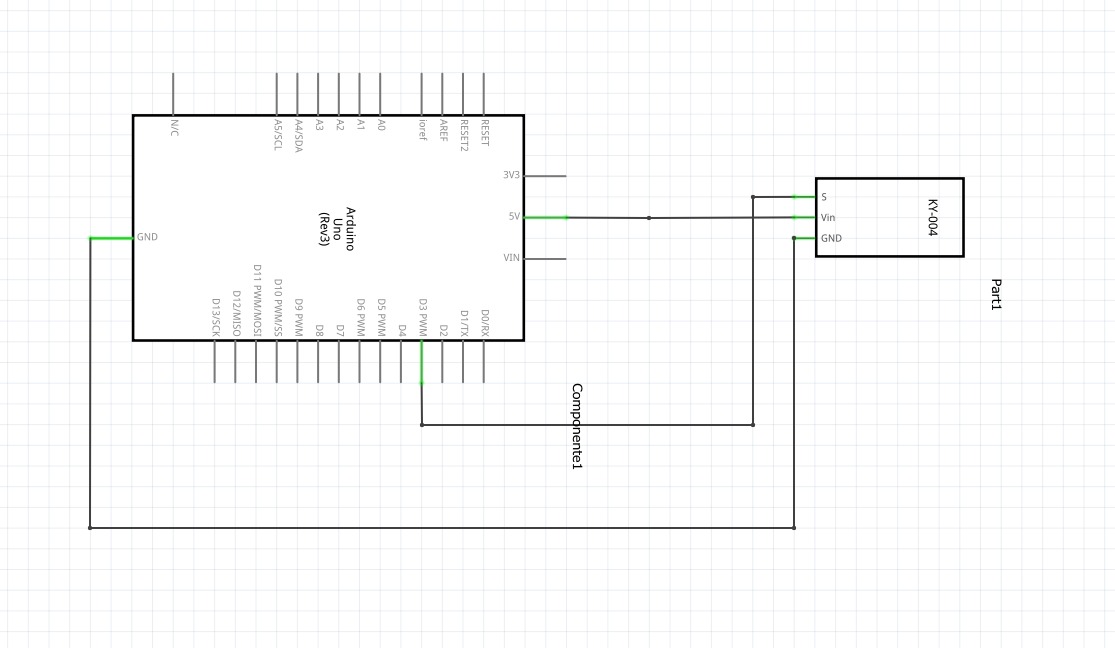 N/C
A5/SCL
A4/SDA
A3
A2
A1
A0
ioref
AREF
RESET2
RESET
3V3
5V
VIN
GND
Arduino
Uno
(Rev3)
D13/SCK
D12/MISO
D11 PWM/MOSI
D10 PWM/SS
D9 PWM
D8
D7
D6 PWM
D5 PWM
D4
D3 PWM
D2
D1/TX
D0/RX
S
Vin
GND
KY-004
Part1
Componente1